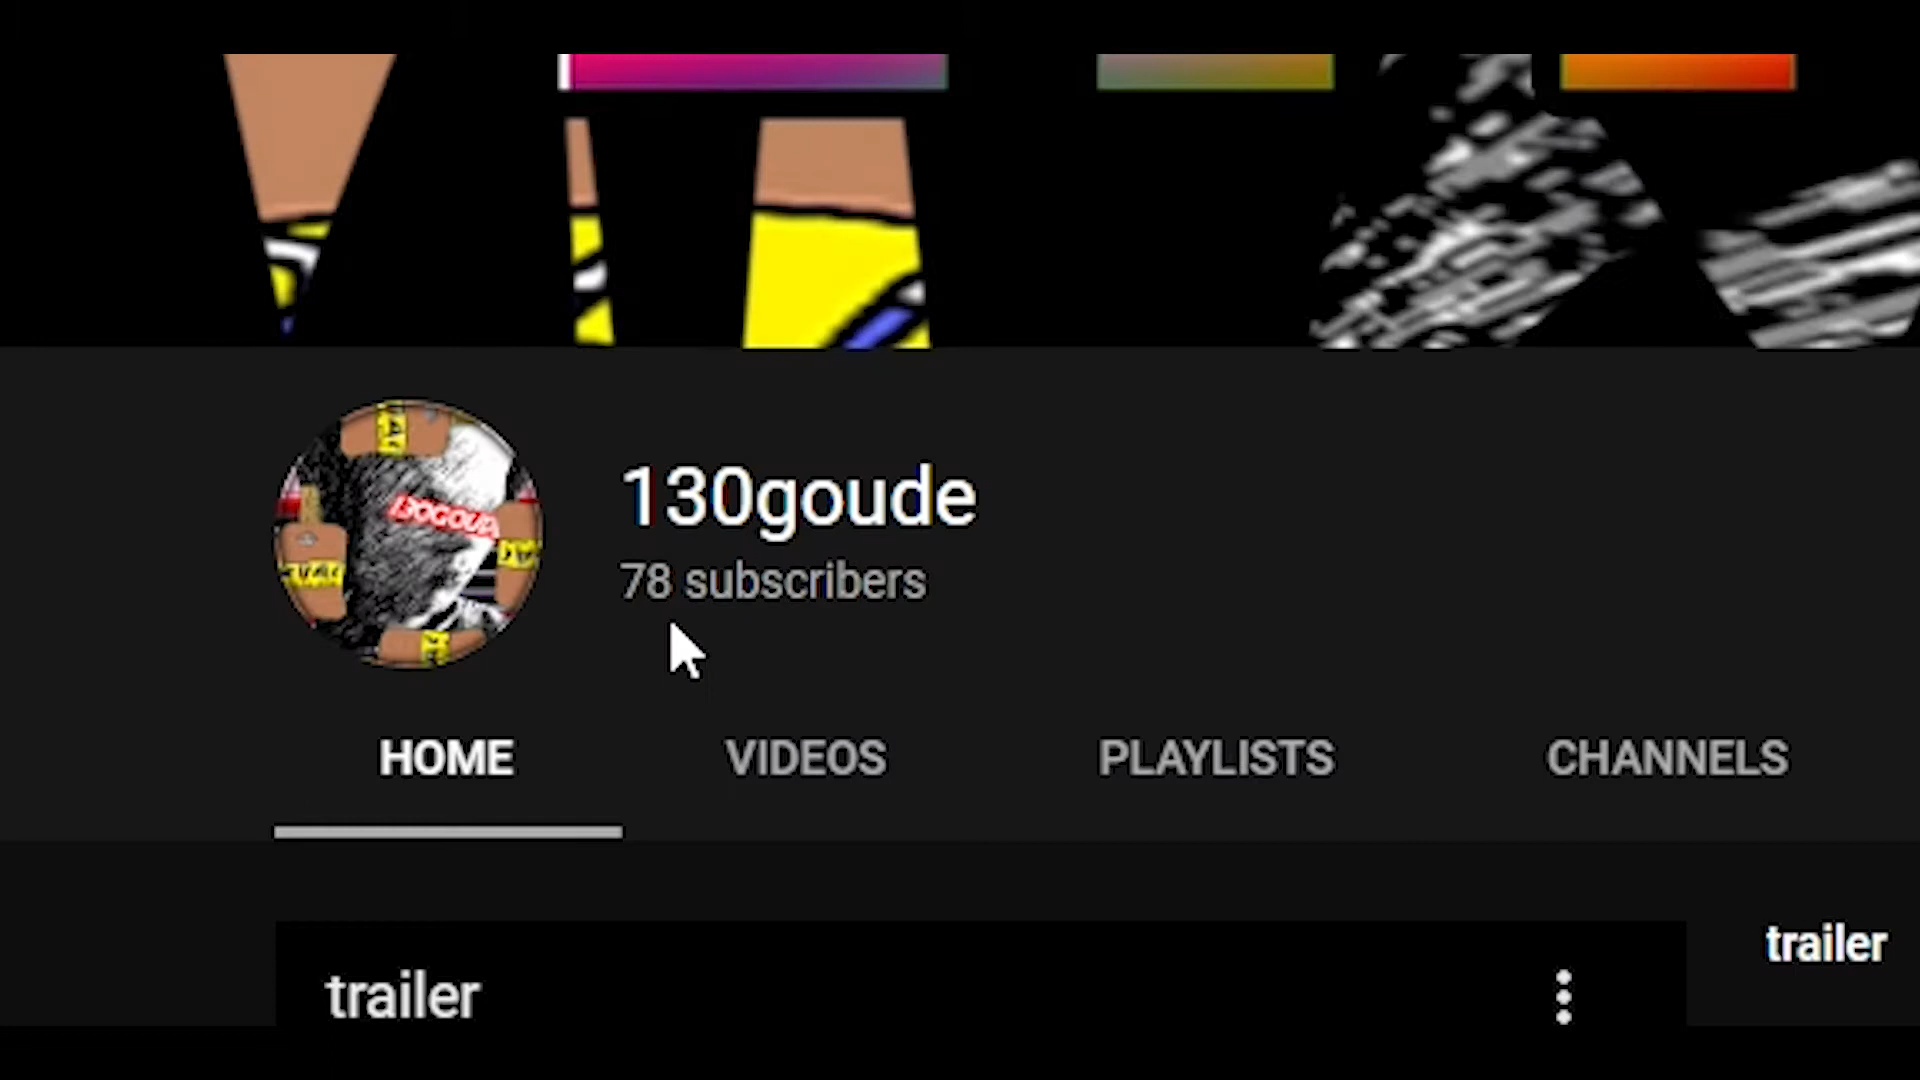 130goude
78 subscribers
HOME
VIDEOS
PLAYLISTS
CHANNELS
trailer
trailer